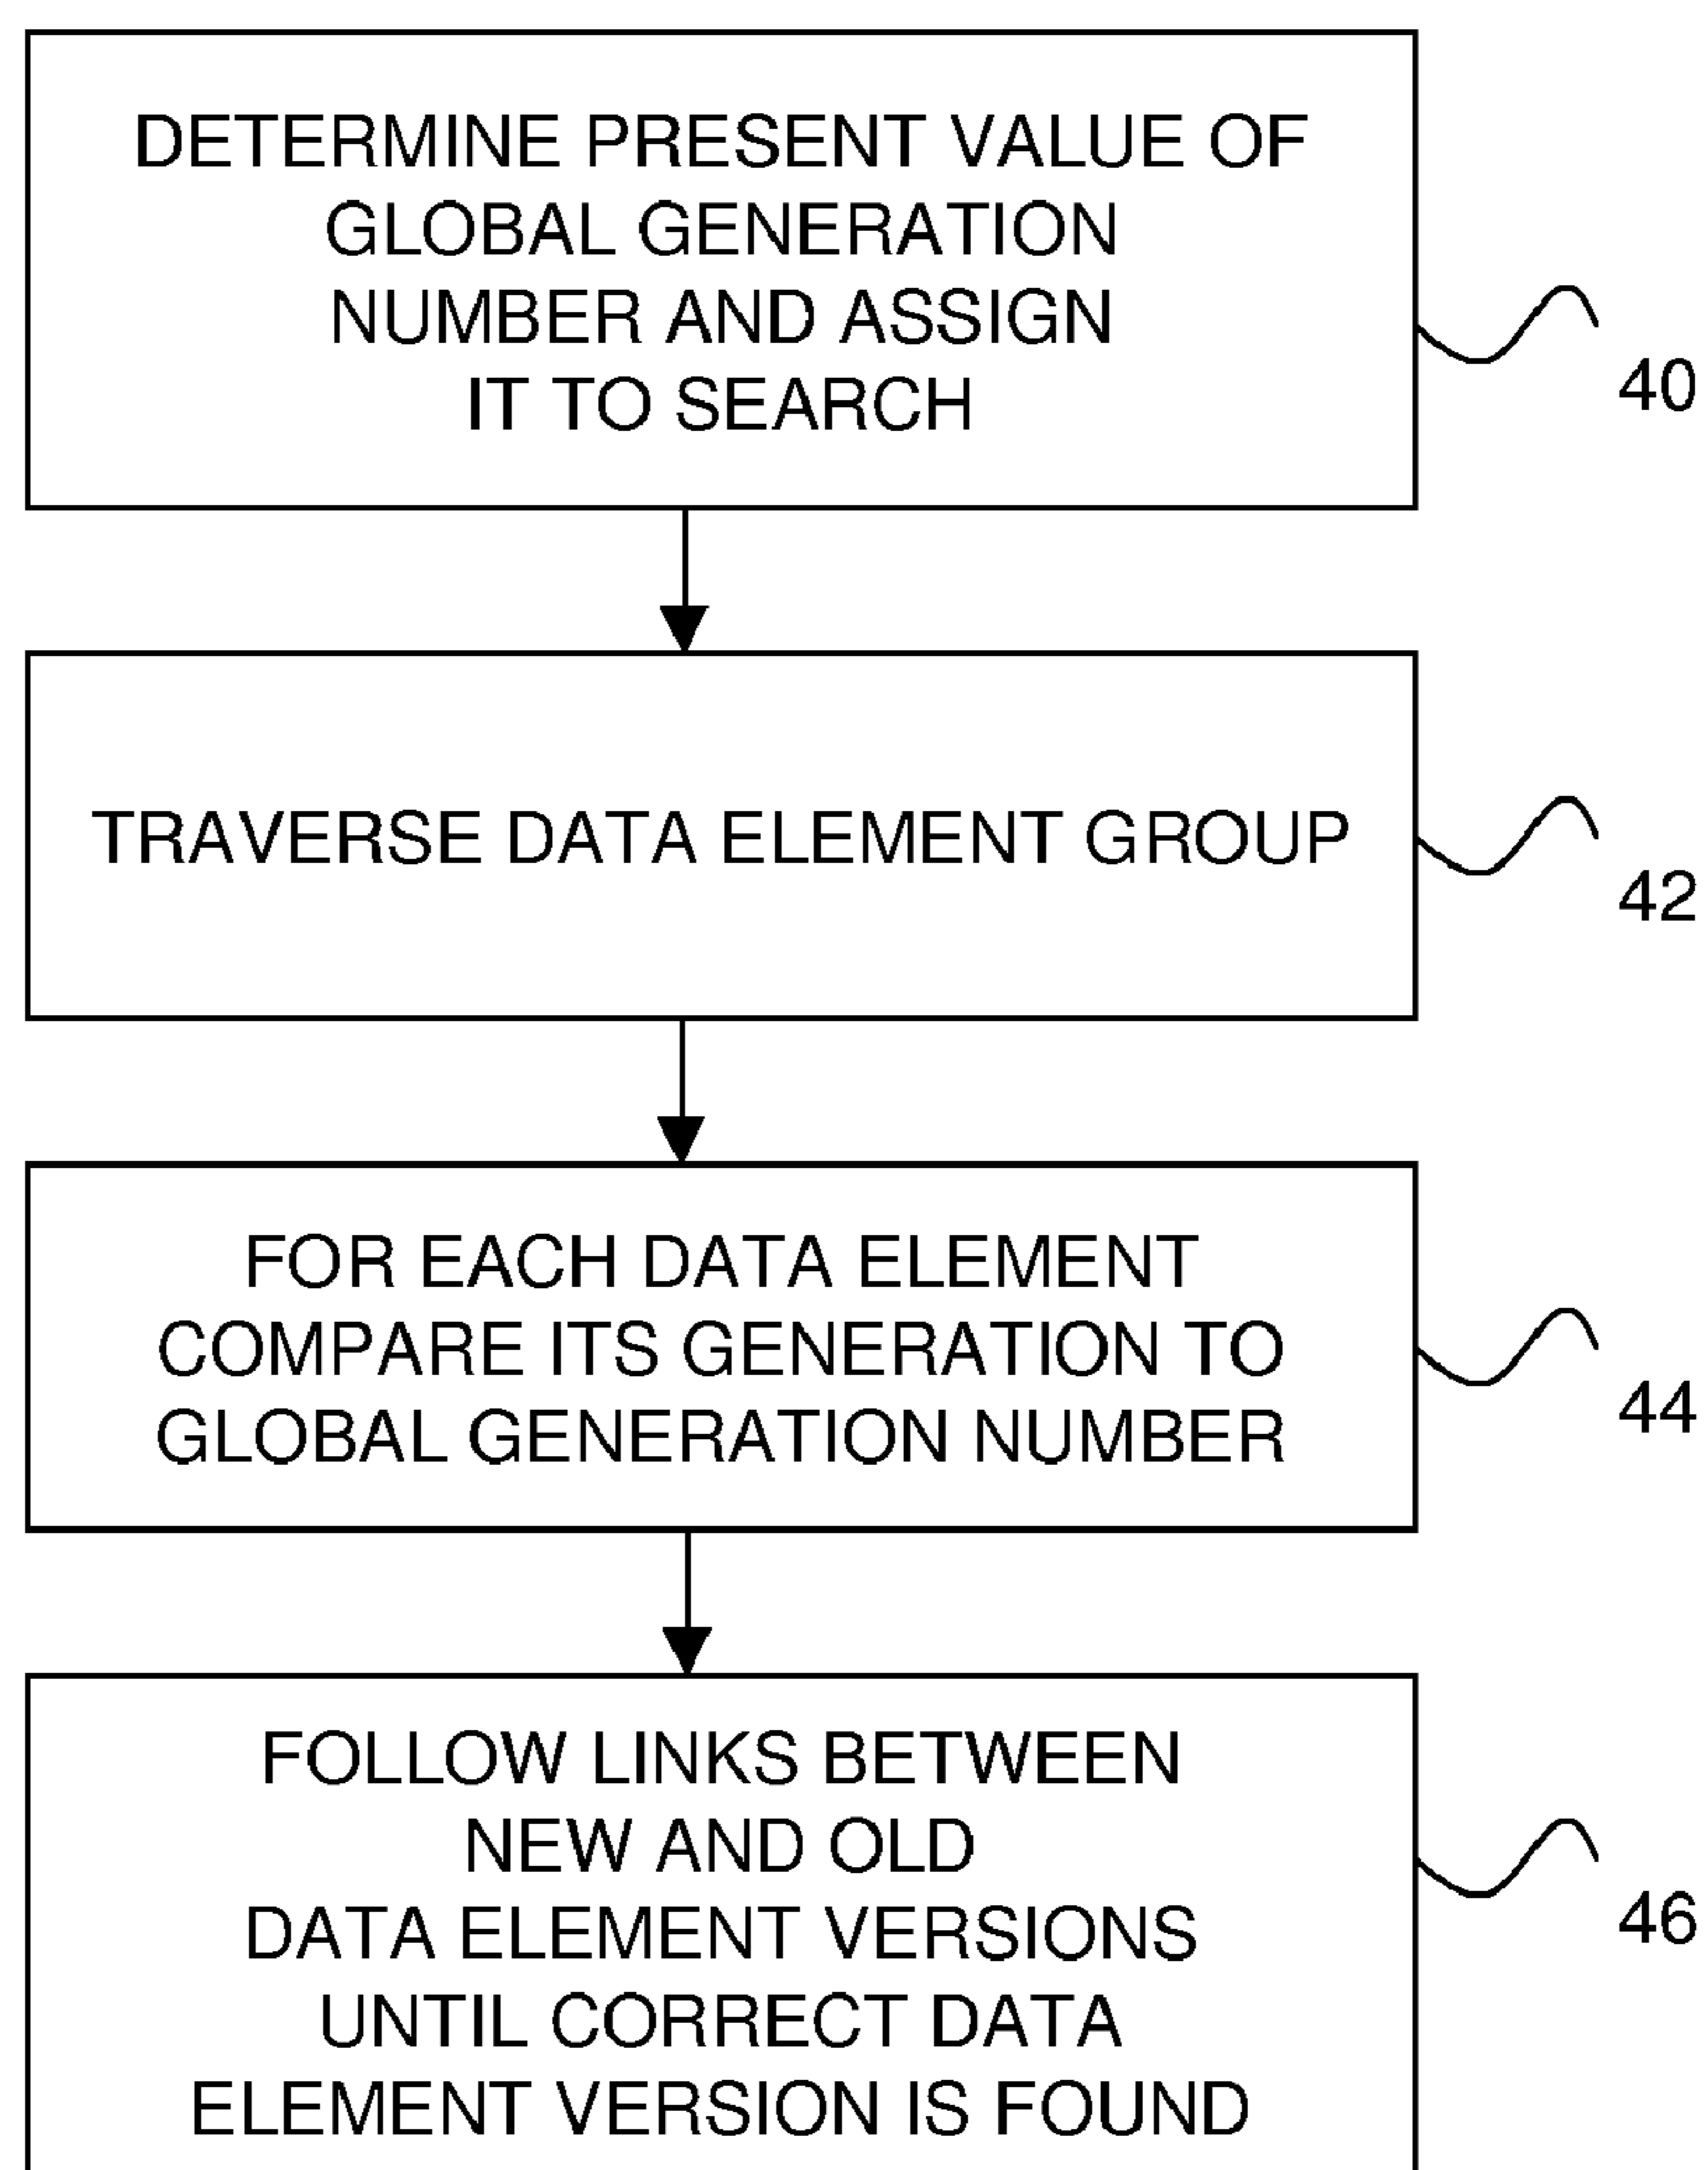 DETERMINE PRESENT VALUE OF
GLOBAL GENERATION
NUMBER AND ASSIGN
IT TO SEARCH
40
TRAVERSE DATA ELEMENT GROUP
42
FOR EACH DATA ELEMENT
COMPARE ITS GENERATION TO
GLOBAL GENERATION NUMBER
44
FOLLOW LINKS BETWEEN
NEW AND OLD
DATA ELEMENT VERSIONS
UNTIL CORRECT DATA
ELEMENT VERSION IS FOUND
46